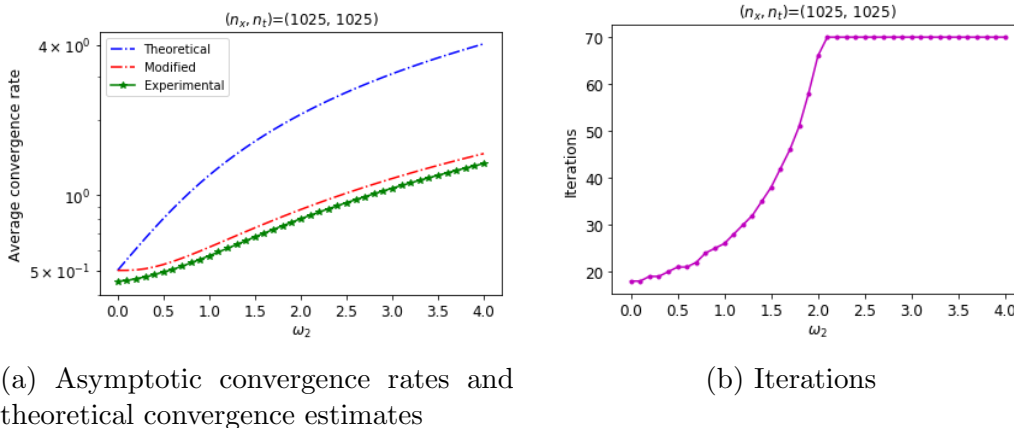 (n_x, n_t)=(1025, 1025)
4 × 10^0
10^0
5 × 10^−1
Average convergence rate
Theoretical
Modified
Experimental
0.0 0.5 1.0 1.5 2.0 2.5 3.0 3.5 4.0
ω_2
(n_x, n_t)=(1025, 1025)
70
60
50
40
30
20
Iterations
0.0 0.5 1.0 1.5 2.0 2.5 3.0 3.5 4.0
ω_2
(a) Asymptotic convergence rates and
theoretical convergence estimates
(b) Iterations